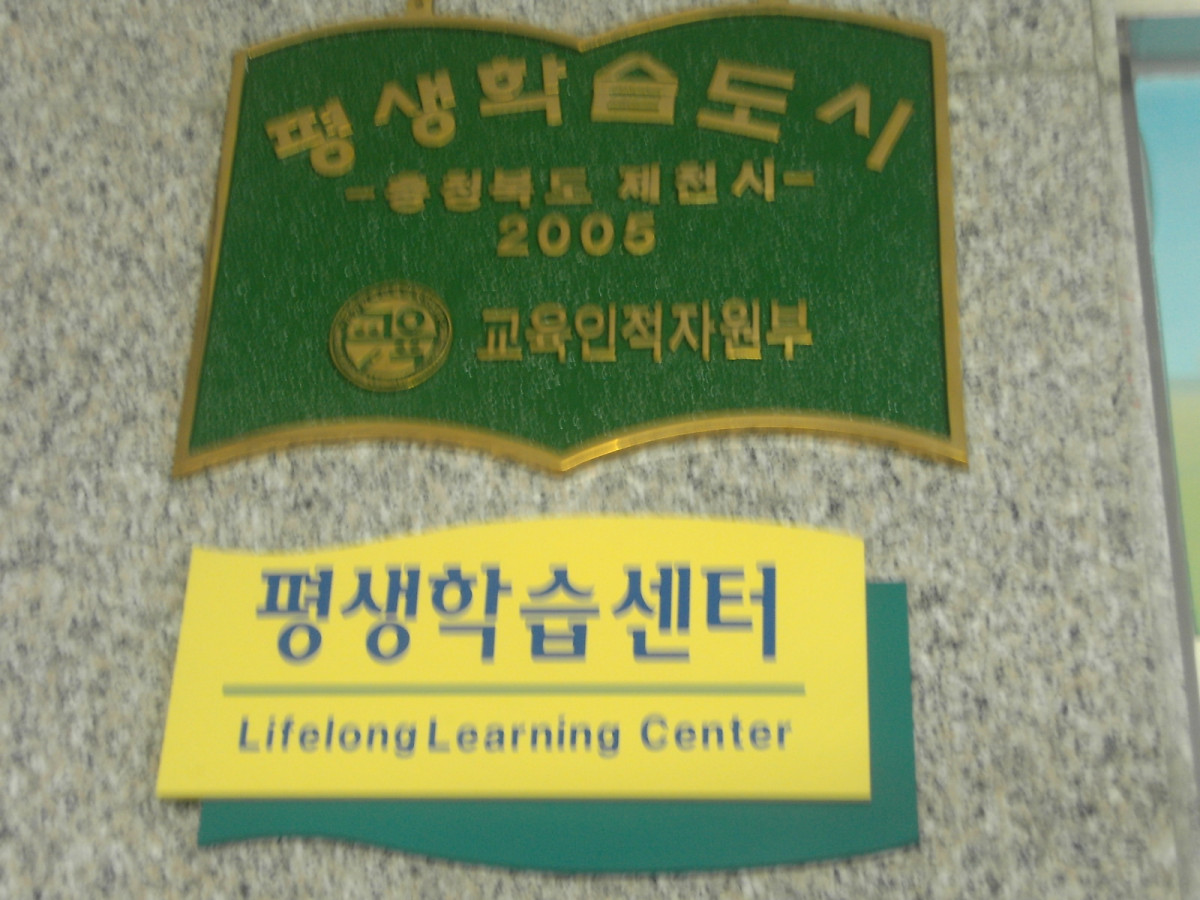 평생학습도시
-충청북도 제천시-
2005
교육인적자원부
평생학습센터
Lifelong Learning Center